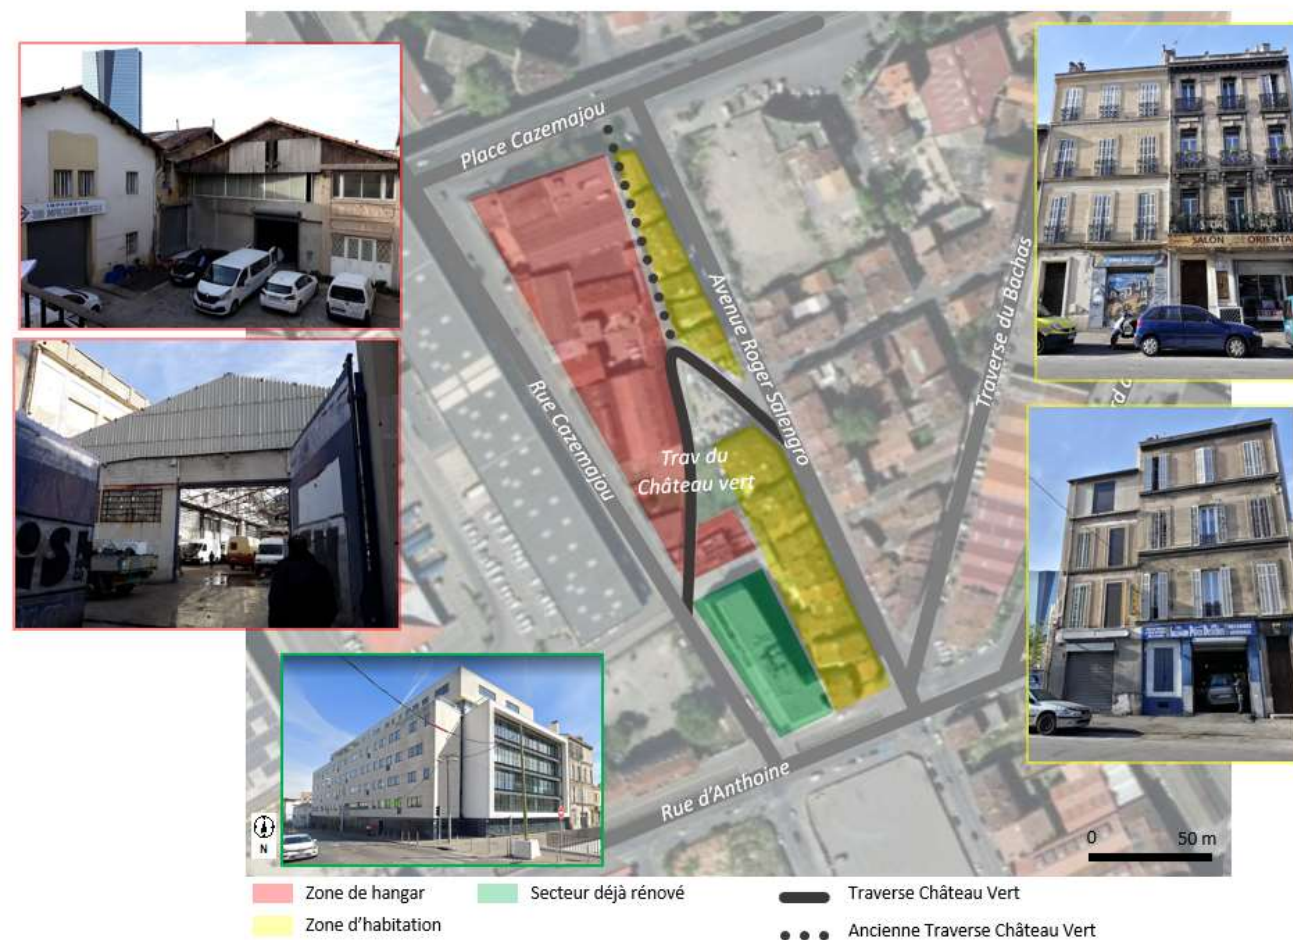 IMPRIMERIE
Place Cazemajou
Avenue Roger Salengro
Traverse du Bachas
Rue Cazemajou
Trav du
Château vert
Rue d'Anthoine
SALON ORIENTA
N
0 50 m
Zone de hangar
Secteur déjà rénové
Traverse Château Vert
Zone d'habitation
Ancienne Traverse Château Vert